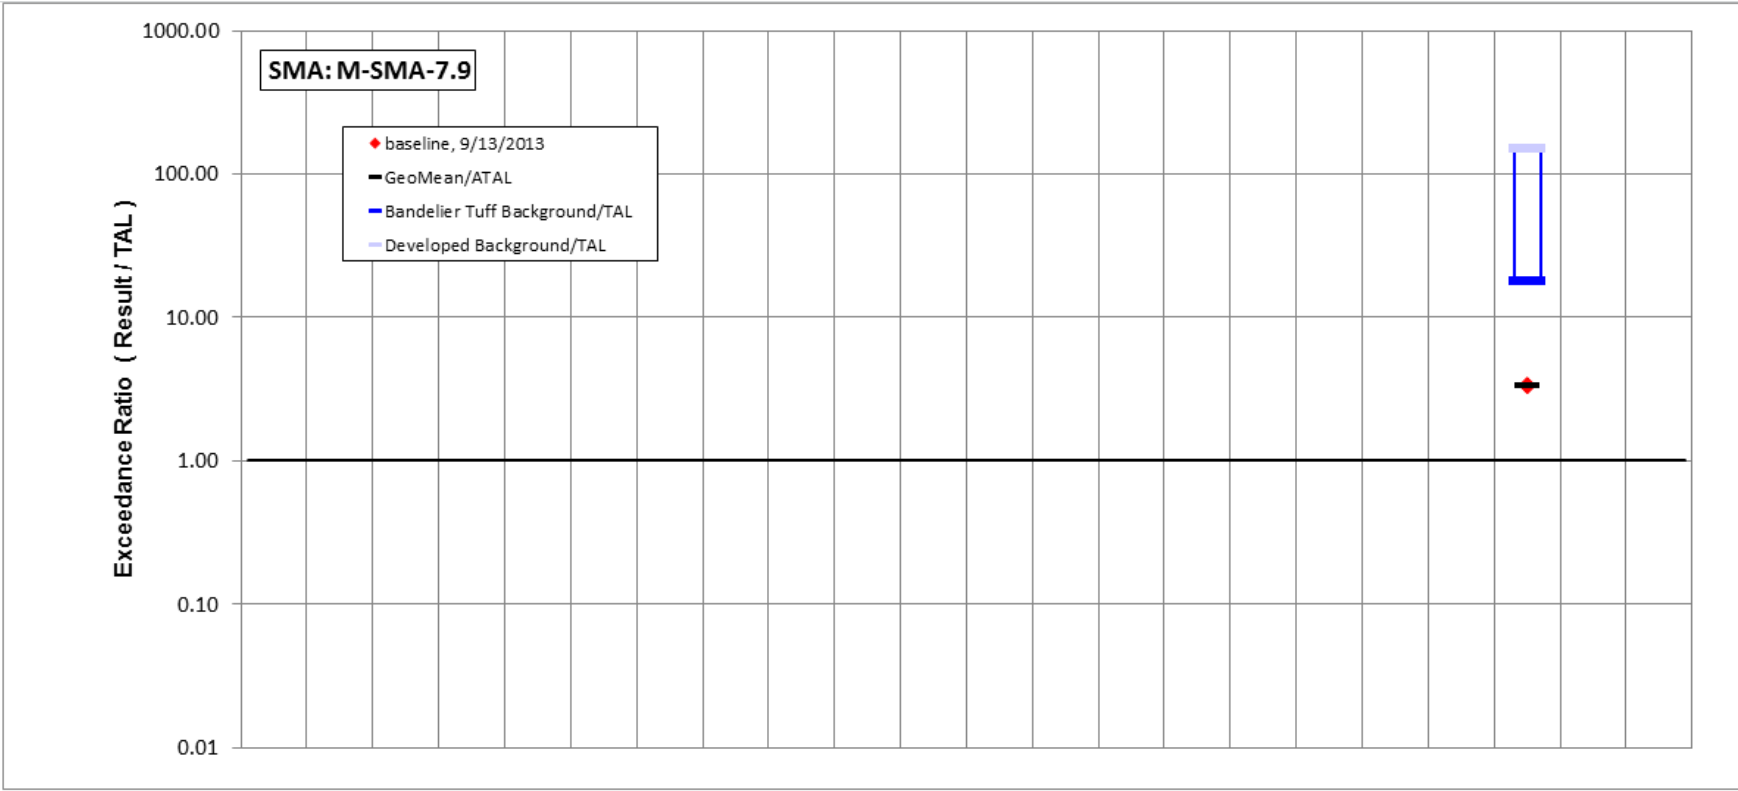 SMA: M-SMA-7.9
baseline, 9/13/2013
GeoMean/ATAL
Bandelier Tuff Background/TAL
Developed Background/TAL
Exceedance Ratio ( Result / TAL )
1000.00
100.00
10.00
1.00
0.10
0.01